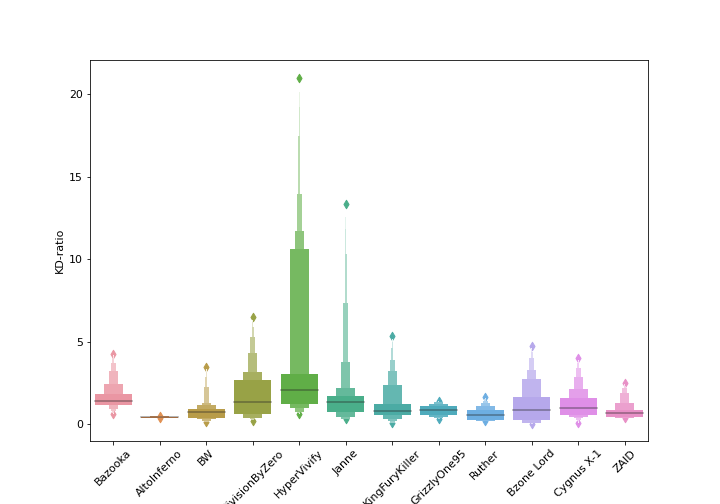 20
15
10
5
0
KD-ratio
Bazooka
AltoInferno
BW
ivisionByZero
HyperVivify
Janne
KingFuryKiller
GrizzlyOne95
Ruther
Bzone Lord
Cygnus X-1
ZAID